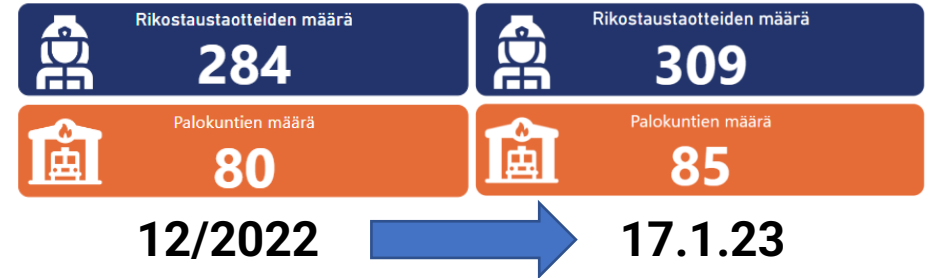 Rikostaustaotteiden määrä
284
Palokuntien määrä
80
12/2022
Rikostaustaotteiden määrä
309
Palokuntien määrä
85
17.1.23